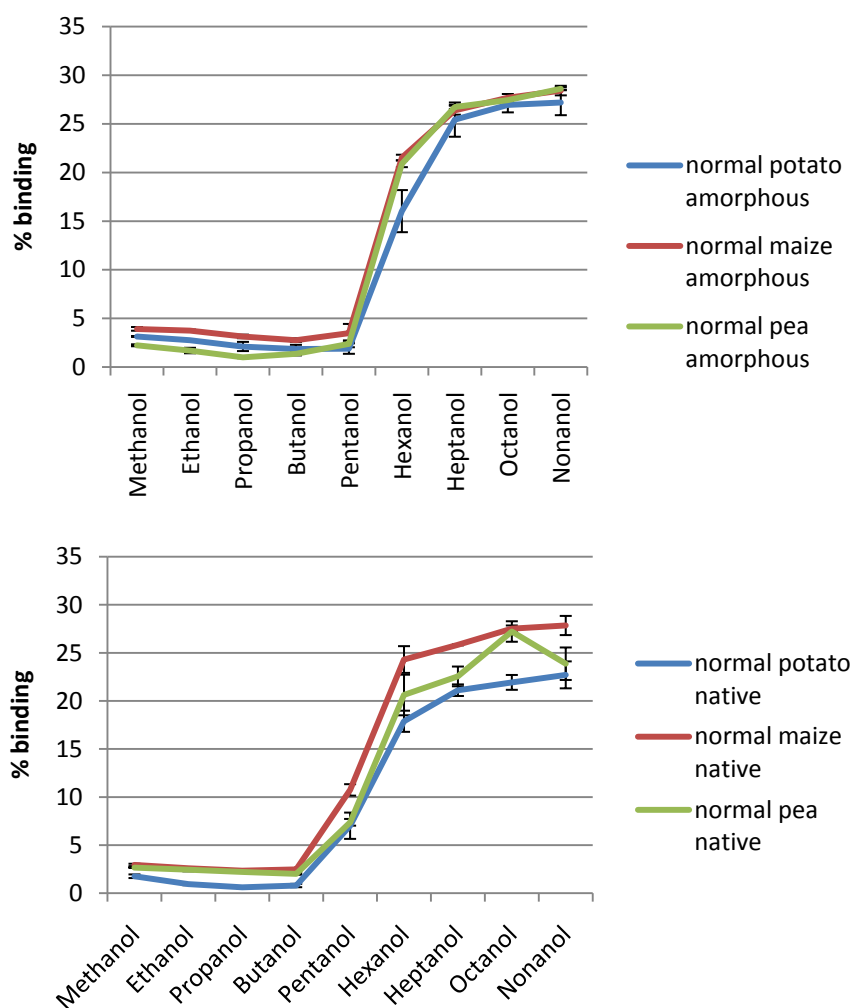 35
30
25
20
15
10
5
0
% binding
Methanol
Ethanol
Propanol
Butanol
Pentanol
Hexanol
Heptanol
Octanol
Nonanol
normal potato
amorphous
normal maize
amorphous
normal pea
amorphous
35
30
25
20
15
10
5
0
% binding
Methanol
Ethanol
Propanol
Butanol
Pentanol
Hexanol
Heptanol
Octanol
Nonanol
normal potato
native
normal maize
native
normal pea
native